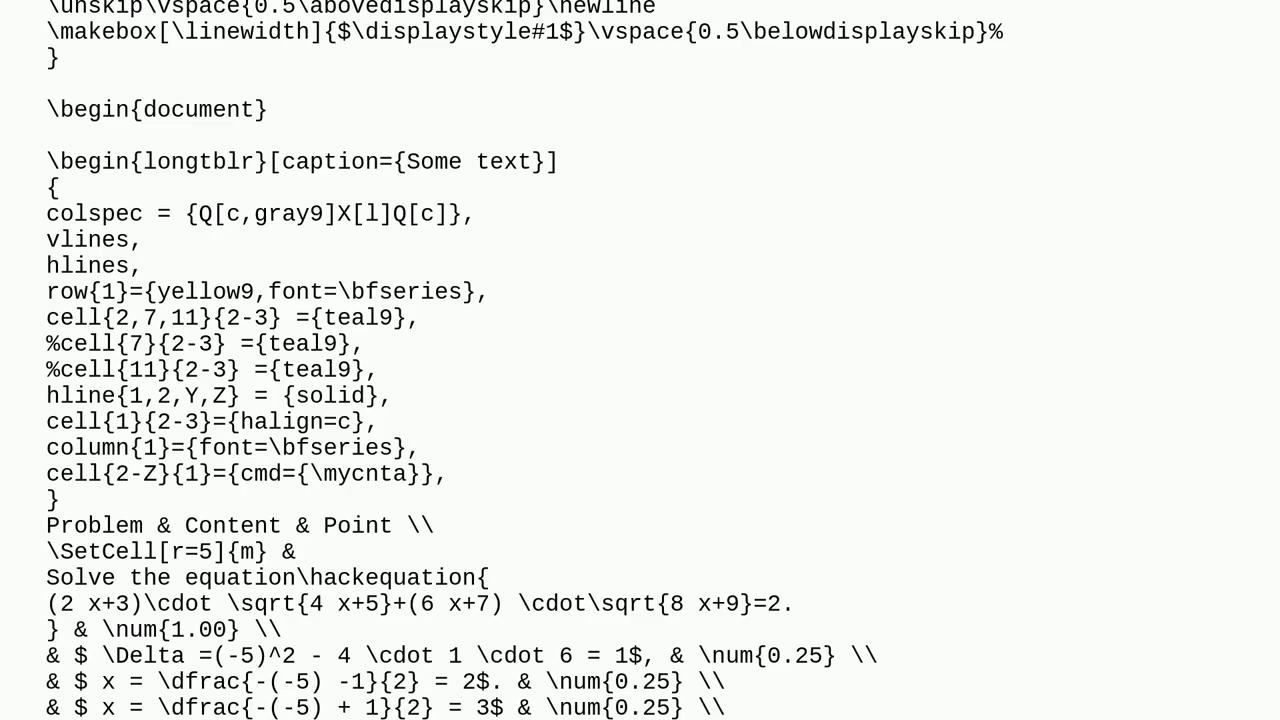 \unskip\vspace{0.5\abovedisplayskip}\newline
\makebox[\linewidth]{$\displaystyle#1$}\vspace{0.5\belowdisplayskip}%
}
\begin{document}
\begin{longtblr}[caption={Some text}]
{
colspec = {Q[c,gray9]X[l]Q[c]},
vlines,
hlines,
row{1}={yellow9,font=\bfseries},
cell{2,7,11}{2-3} ={teal9},
%cell{7}{2-3} ={teal9},
%cell{11}{2-3} ={teal9},
hline{1,2,Y,Z} = {solid},
cell{1}{2-3}={halign=c},
column{1}={font=\bfseries},
cell{2-Z}{1}={cmd={\mycnta}},
}
Problem & Content & Point \\
\SetCell[r=5]{m} &
Solve the equation\hackequation{
(2 x+3)\cdot \sqrt{4 x+5}+(6 x+7) \cdot\sqrt{8 x+9}=2.
} & \num{1.00} \\
& $ \Delta =(-5)^2 - 4 \cdot 1 \cdot 6 = 1$, & \num{0.25} \\
& $ x = \dfrac{-(-5) -1}{2} = 2$. & \num{0.25} \\
& $ x = \dfrac{-(-5) + 1}{2} = 3$ & \num{0.25} \\